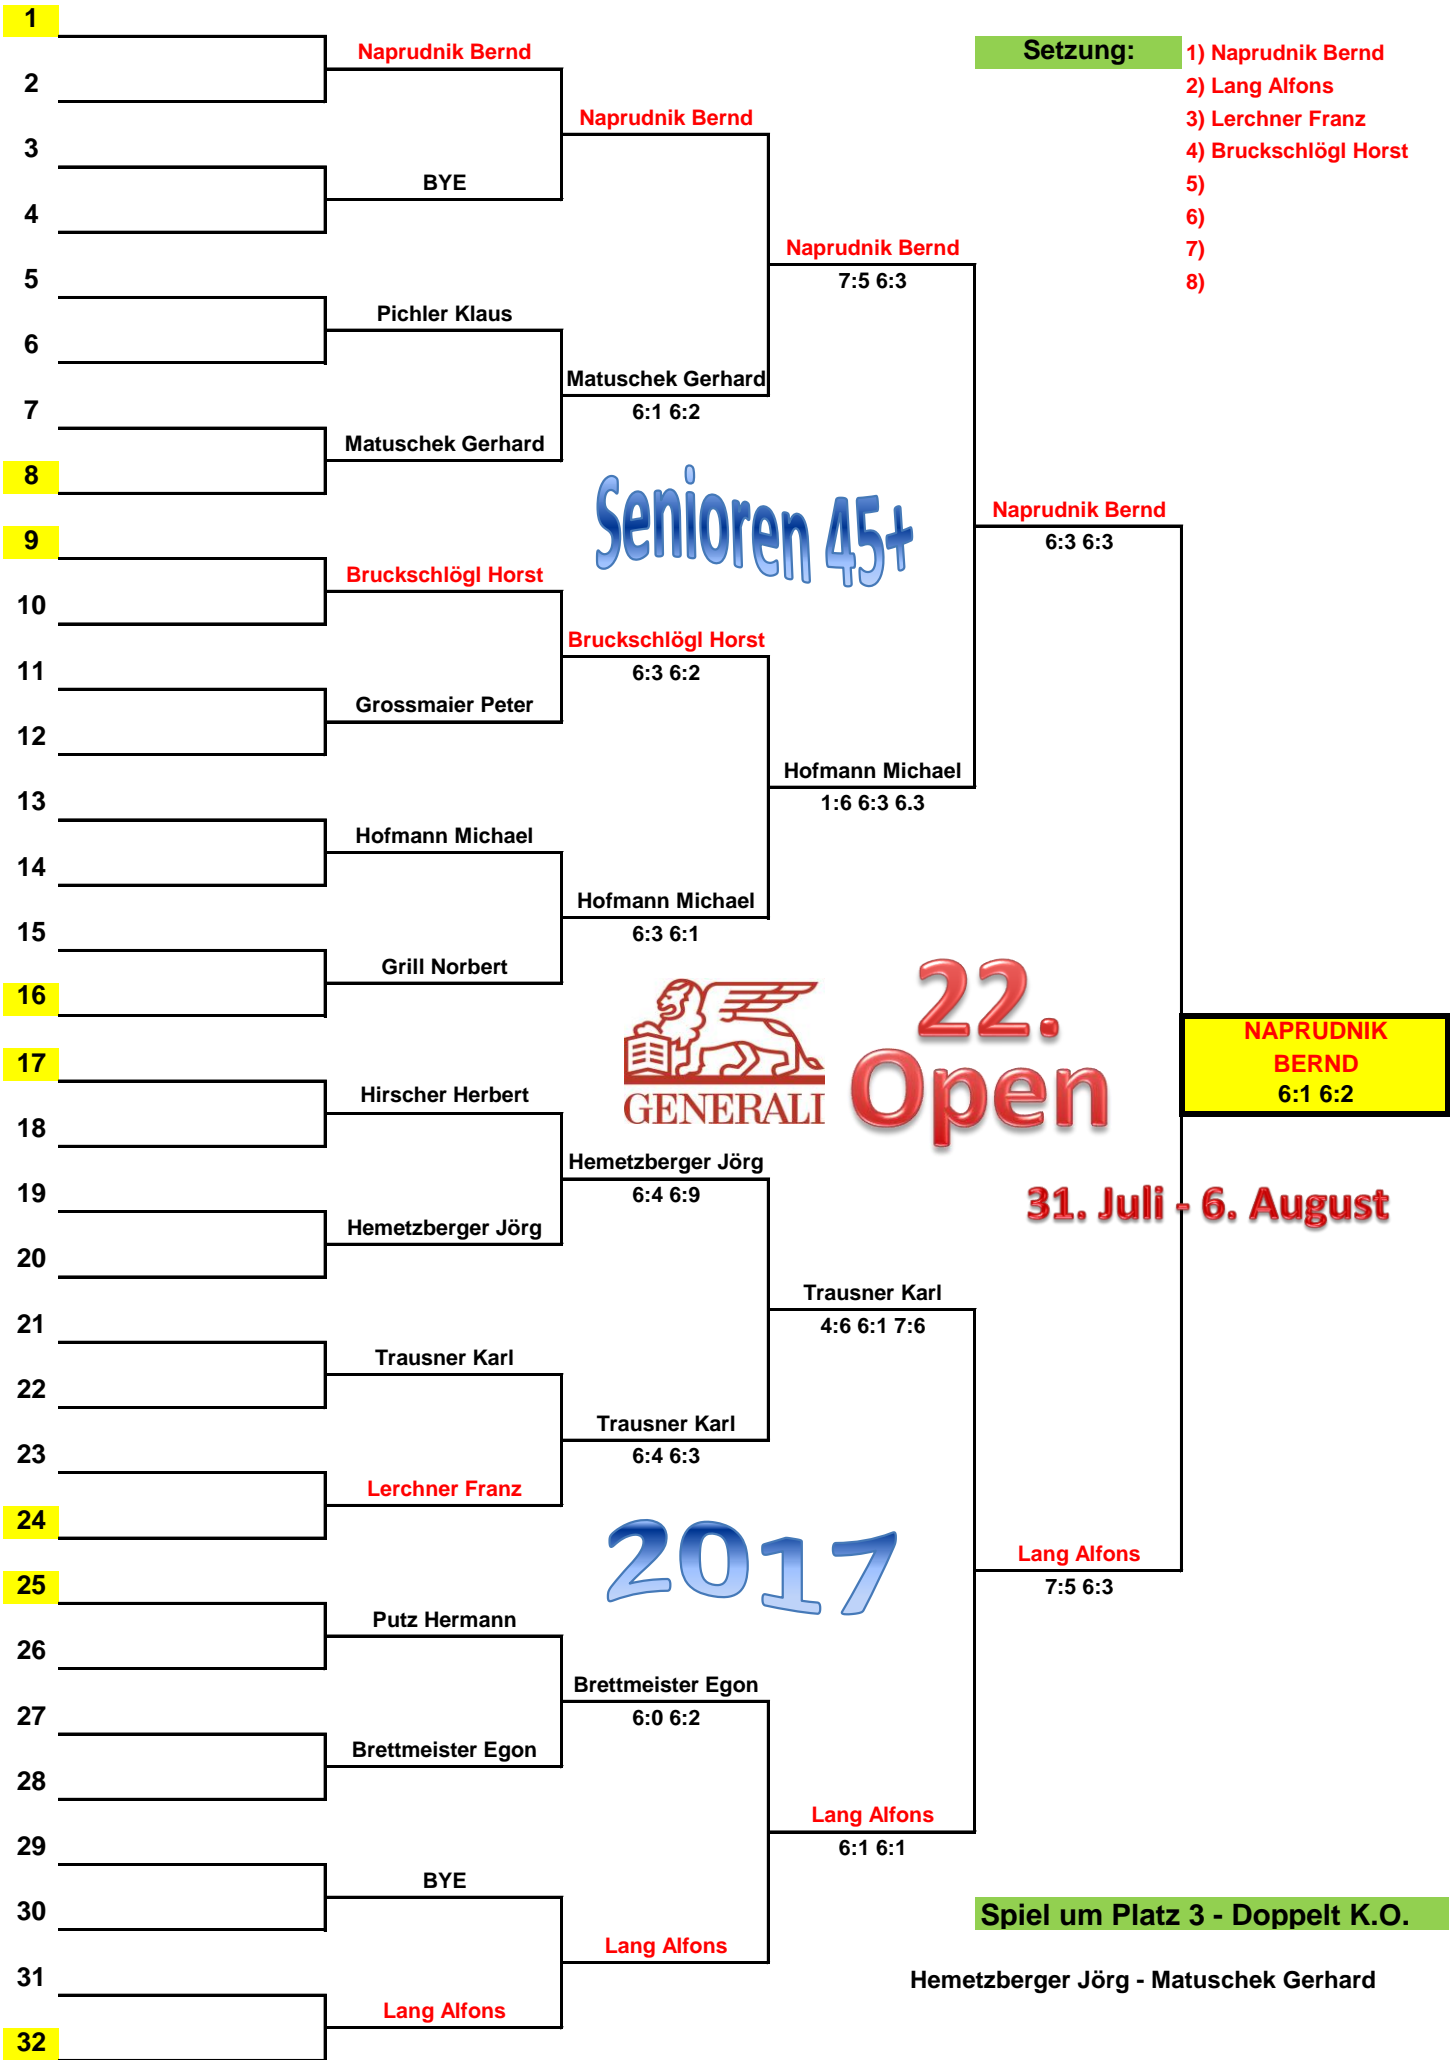 1
Naprudnik Bernd
Setzung:
1) Naprudnik Bernd
2
2) Lang Alfons
Naprudnik Bernd
3) Lerchner Franz
3
4) Bruckschlögl Horst
BYE
5)
4
6)
Naprudnik Bernd
7)
5
7:5 6:3
8)
Pichler Klaus
6
Matuschek Gerhard
7
6:1 6:2
Matuschek Gerhard
8
Senioren 45+
Naprudnik Bernd
9
6:3 6:3
Bruckschlögl Horst
10
Bruckschlögl Horst
11
6:3 6:2
Grossmaier Peter
12
Hofmann Michael
13
1:6 6:3 6.3
Hofmann Michael
14
Hofmann Michael
15
6:3 6:1
Grill Norbert
16
22.
Open
GENERALI
NAPRUDNIK
BERND
6:1 6:2
17
Hirscher Herbert
18
Hemetzberger Jörg
19
6:4 6:9
31. Juli - 6. August
Hemetzberger Jörg
20
Trausner Karl
21
4:6 6:1 7:6
Trausner Karl
22
Trausner Karl
23
6:4 6:3
Lerchner Franz
24
2017
Lang Alfons
25
7:5 6:3
Putz Hermann
26
Brettmeister Egon
27
6:0 6:2
Brettmeister Egon
28
Lang Alfons
29
6:1 6:1
BYE
30
Spiel um Platz 3 - Doppelt K.O.
Lang Alfons
31
Hemetzberger Jörg - Matuschek Gerhard
Lang Alfons
32